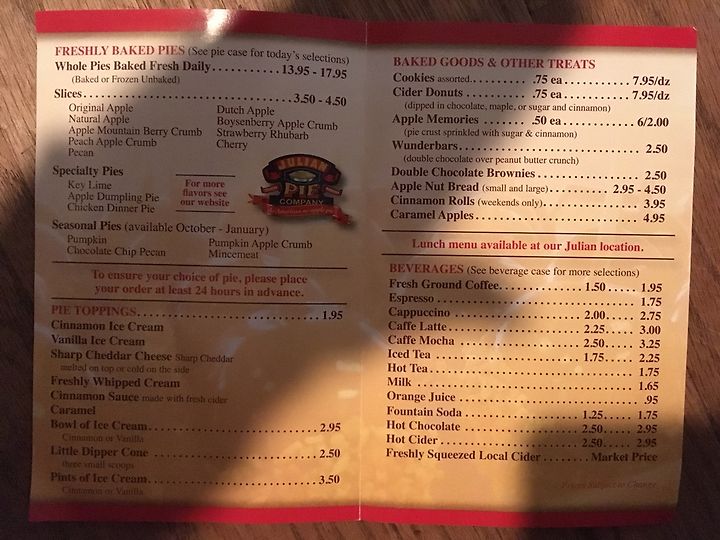 FRESHLY BAKED PIES (See pie case for today's selections)
Whole Pies Baked Fresh Daily..........13.95 - 17.95
(Baked or Frozen Unbaked)
Slices..........3.50 - 4.50
Original Apple
Natural Apple
Apple Mountain Berry Crumb
Peach Apple Crumb
Pecan
Dutch Apple
Boysenberry Apple Crumb
Strawberry Rhubarb
Cherry
Specialty Pies
Key Lime
Apple Dumpling Pie
Chicken Dinner Pie
For more
flavors see
our website
JULIAN
PIE
COMPANY
Seasonal Pies (available October - January)
Pumpkin
Chocolate Chip Pecan
Pumpkin Apple Crumb
Mincemeat
To ensure your choice of pie, please place
your order at least 24 hours in advance.
PIE TOPPINGS..........1.95
Cinnamon Ice Cream
Vanilla Ice Cream
Sharp Cheddar Cheese Sharp Cheddar
melted on top or cold on the side
Freshly Whipped Cream
Cinnamon Sauce made with fresh cider
Caramel
Bowl of Ice Cream..........2.95
Cinnamon or Vanilla
Little Dipper Cone..........2.50
three small scoops
Pints of Ice Cream..........3.50
Cinnamon or Vanilla
BAKED GOODS & OTHER TREATS
Cookies assorted..........75 ea..........7.95/dz
Cider Donuts..........75 ea..........7.95/dz
(dipped in chocolate, maple, or sugar and cinnamon)
Apple Memories..........50 ea..........6/2.00
(pie crust sprinkled with sugar & cinnamon)
Wunderbars..........2.50
(double chocolate over peanut butter crunch)
Double Chocolate Brownies..........2.50
Apple Nut Bread (small and large)..........2.95 - 4.50
Cinnamon Rolls (weekends only)..........3.95
Caramel Apples..........4.95
Lunch menu available at our Julian location.
BEVERAGES (See beverage case for more selections)
Fresh Ground Coffee..........1.50.....1.95
Espresso..........1.75
Cappuccino..........2.00.....2.75
Caffe Latte..........2.25.....3.00
Caffe Mocha..........2.50.....3.25
Iced Tea..........1.75.....2.25
Hot Tea..........1.75
Milk..........1.65
Orange Juice...........95
Fountain Soda..........1.25.....1.75
Hot Chocolate..........2.50.....2.95
Hot Cider..........2.50.....2.95
Freshly Squeezed Local Cider..........Market Price
Prices Subject to Change